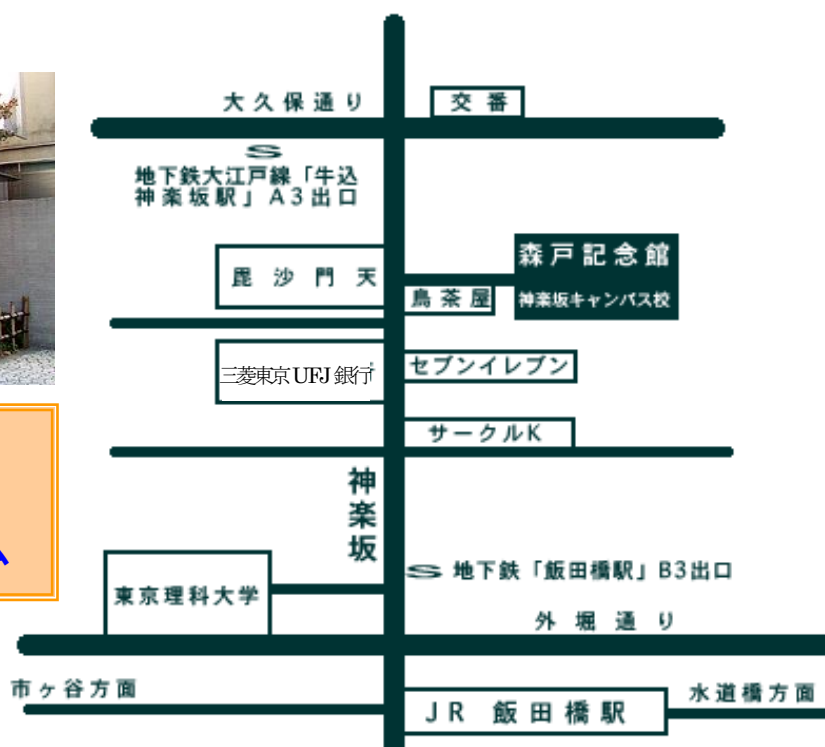 大久保通り
交番
地下鉄大江戸線「牛込
神楽坂駅」A3出口
森戸記念館
神楽坂キャンパス校
毘沙門天
鳥茶屋
三菱東京UFJ銀行
セブンイレブン
サークルK
神楽坂
地下鉄「飯田橋駅」B3出口
東京理科大学
外堀通り
市ヶ谷方面
JR 飯田橋駅
水道橋方面